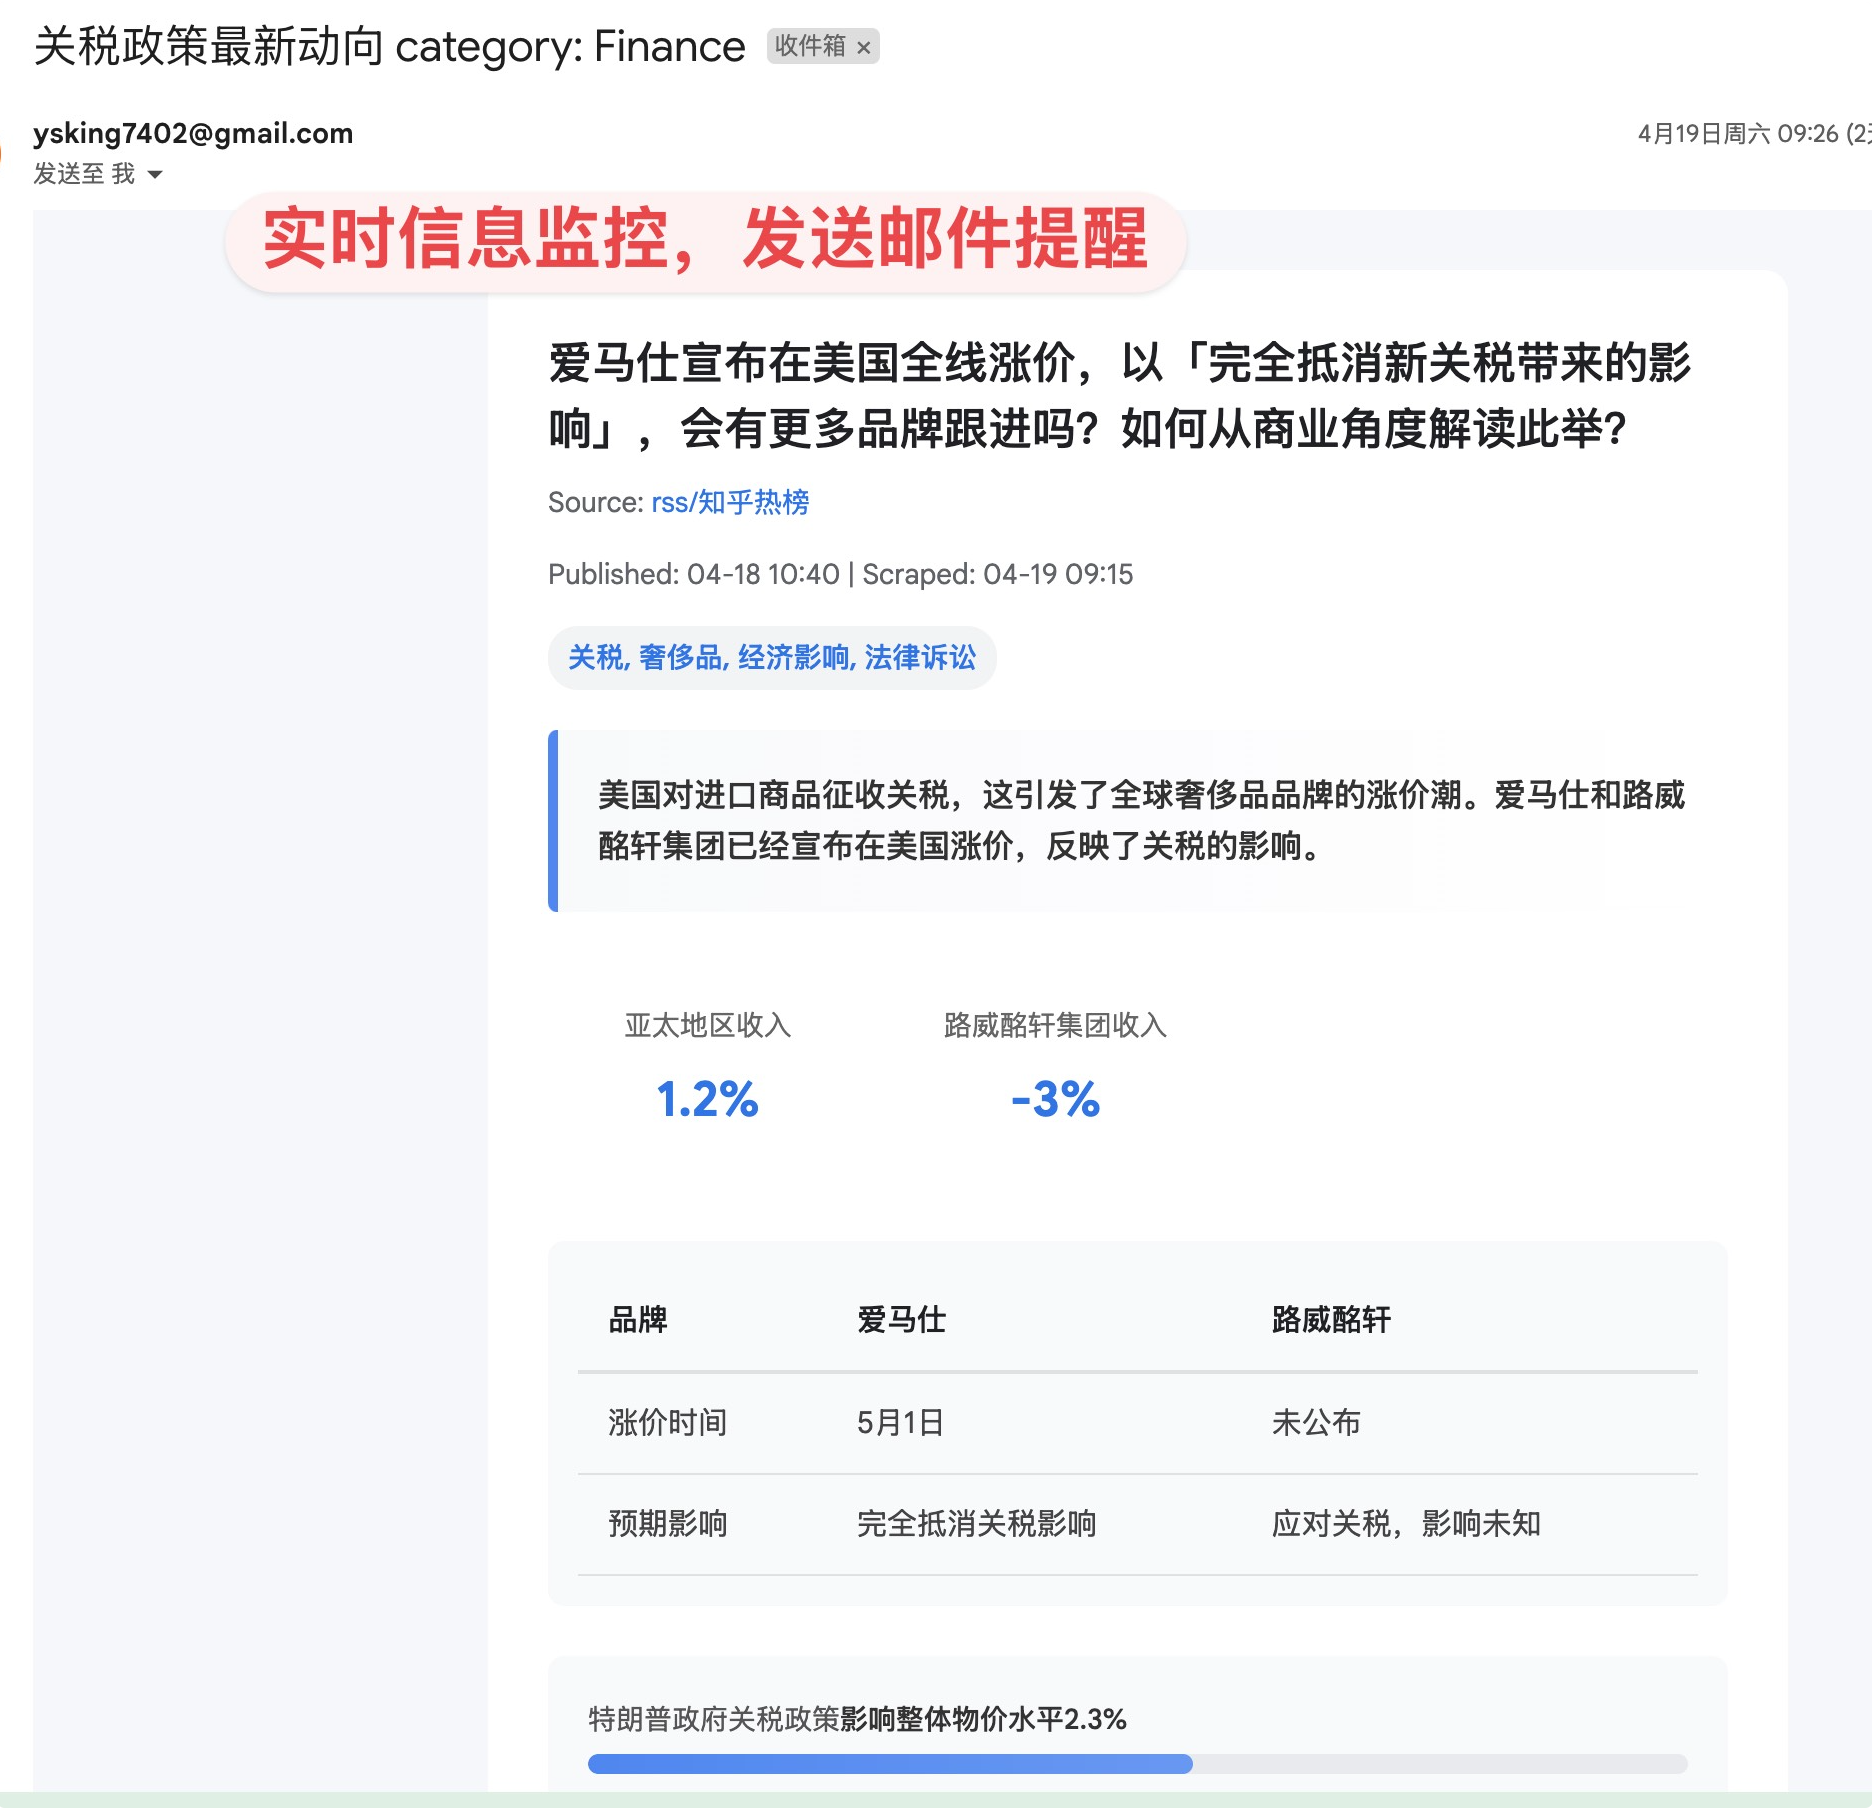 关税政策最新动向 category: Finance 收件箱 ×
ysking7402@gmail.com
4月19日周六 09:26 (2
发送至 我
实时信息监控，发送邮件提醒
爱马仕宣布在美国全线涨价，以「完全抵消新关税带来的影
响」，会有更多品牌跟进吗？如何从商业角度解读此举？
Source: rss/知乎热榜
Published: 04-18 10:40 | Scraped: 04-19 09:15
关税, 奢侈品, 经济影响, 法律诉讼
美国对进口商品征收关税，这引发了全球奢侈品品牌的涨价潮。爱马仕和路威
酩轩集团已经宣布在美国涨价，反映了关税的影响。
亚太地区收入 路威酩轩集团收入
1.2% -3%
品牌 爱马仕 路威酩轩
涨价时间 5月1日 未公布
预期影响 完全抵消关税影响 应对关税，影响未知
特朗普政府关税政策影响整体物价水平2.3%